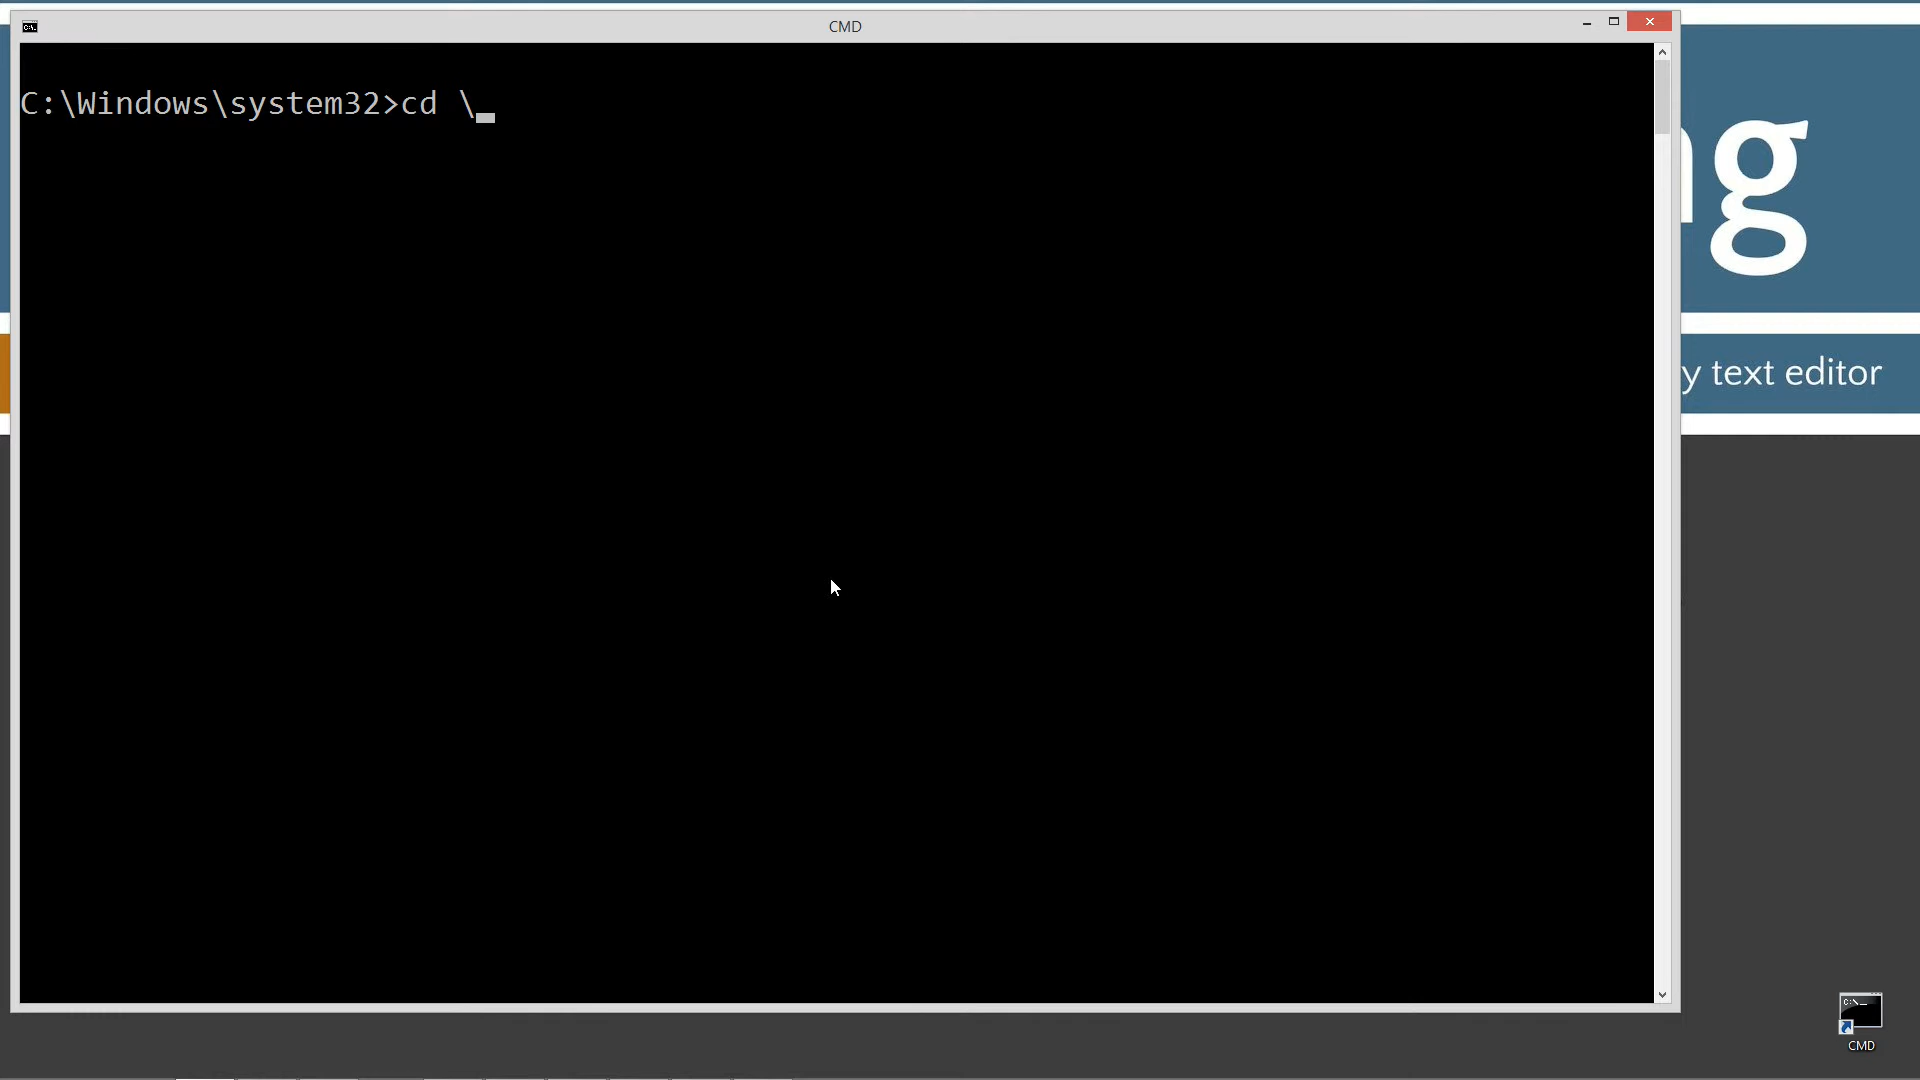 CMD
C:\Windows\system32>cd \
g
y text editor
C:\>_
CMD